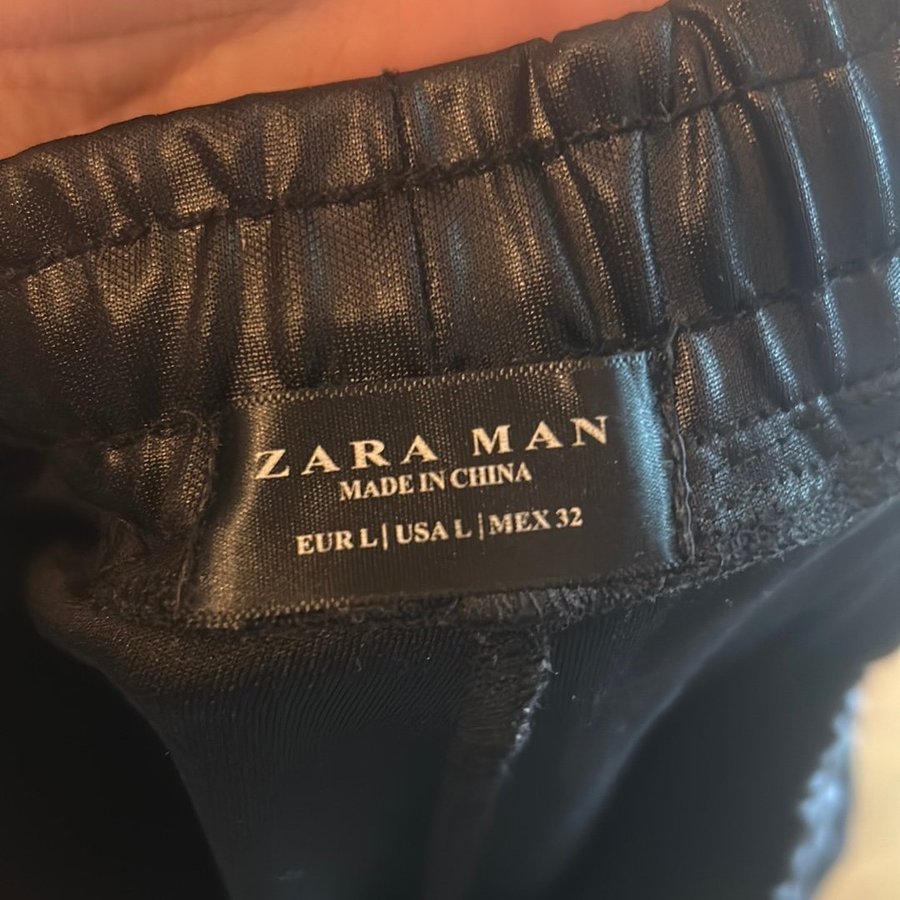 ZARA MAN
MADE IN CHINA
EUR L | USA L | MEX 32